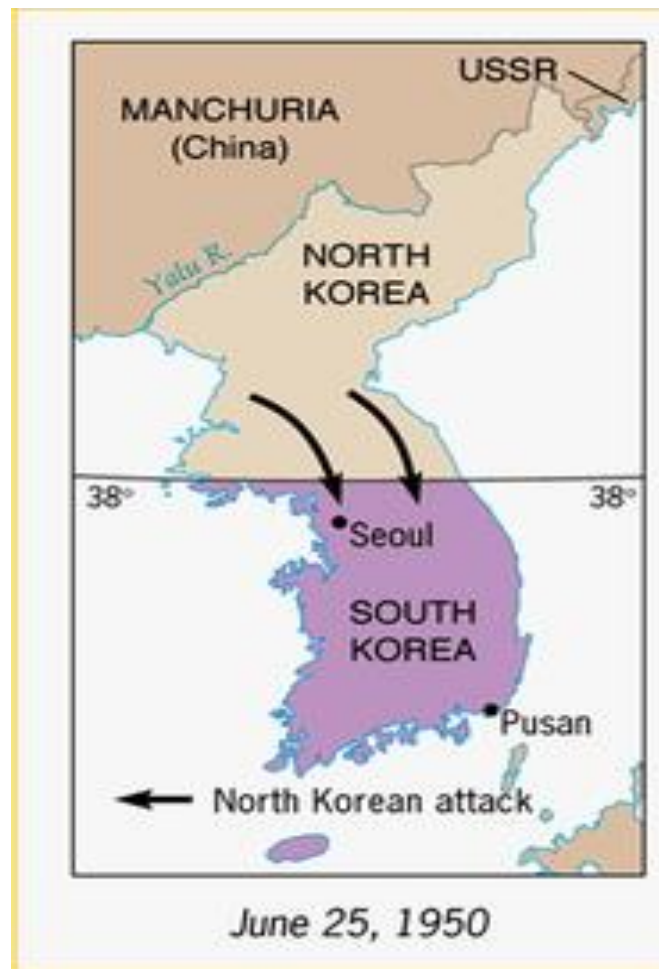 USSR
MANCHURIA
(China)
Yalu R.
NORTH
KOREA
38°
38°
Seoul
SOUTH
KOREA
Pusan
North Korean attack
June 25, 1950